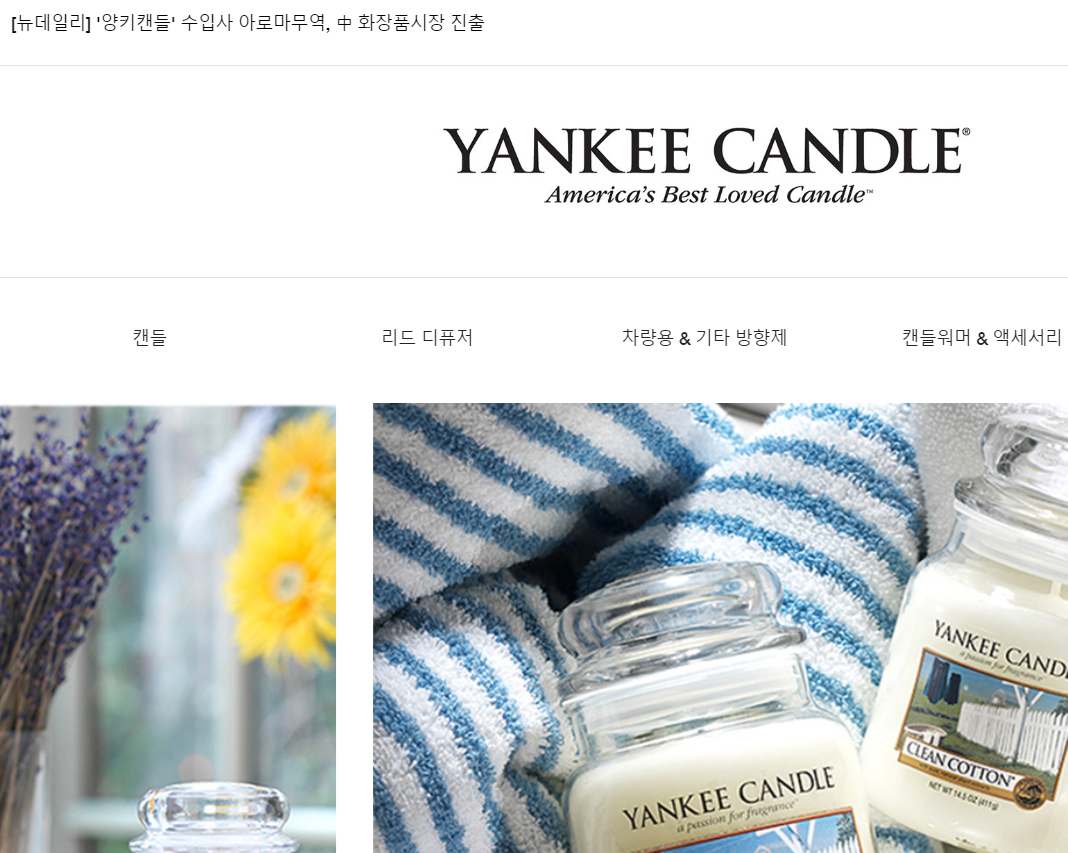 [뉴데일리] '양키캔들' 수입사 아로마무역, 中 화장품시장 진출
YANKEE CANDLE®
America's Best Loved Candle™
캔들
리드 디퓨저
차량용 & 기타 방향제
캔들워머 & 액세서리
YANKEE CANDLE
a passion for fragrance™
CLEAN COTTON®
NET WT 14.5 OZ (411g)
YANKEE CANDLE
a passion for fragrance™